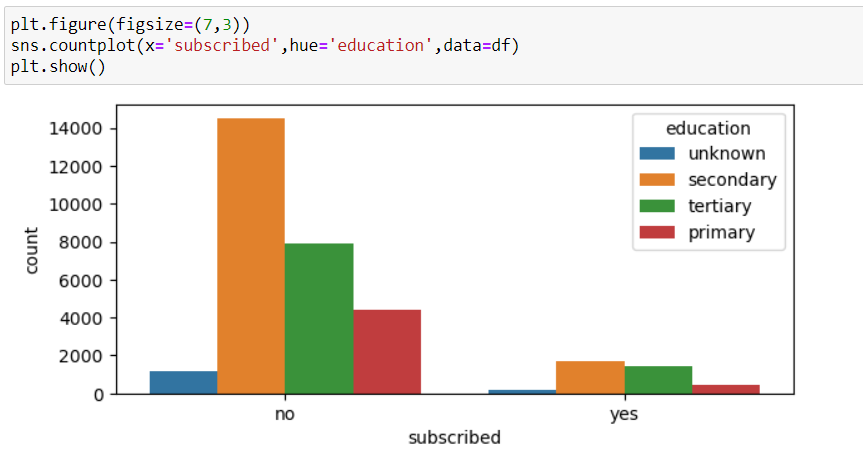 plt.figure(figsize=(7,3))
sns.countplot(x='subscribed',hue='education',data=df)
plt.show()
14000
12000
10000
8000
6000
4000
2000
0
count
no
yes
subscribed
education
unknown
secondary
tertiary
primary